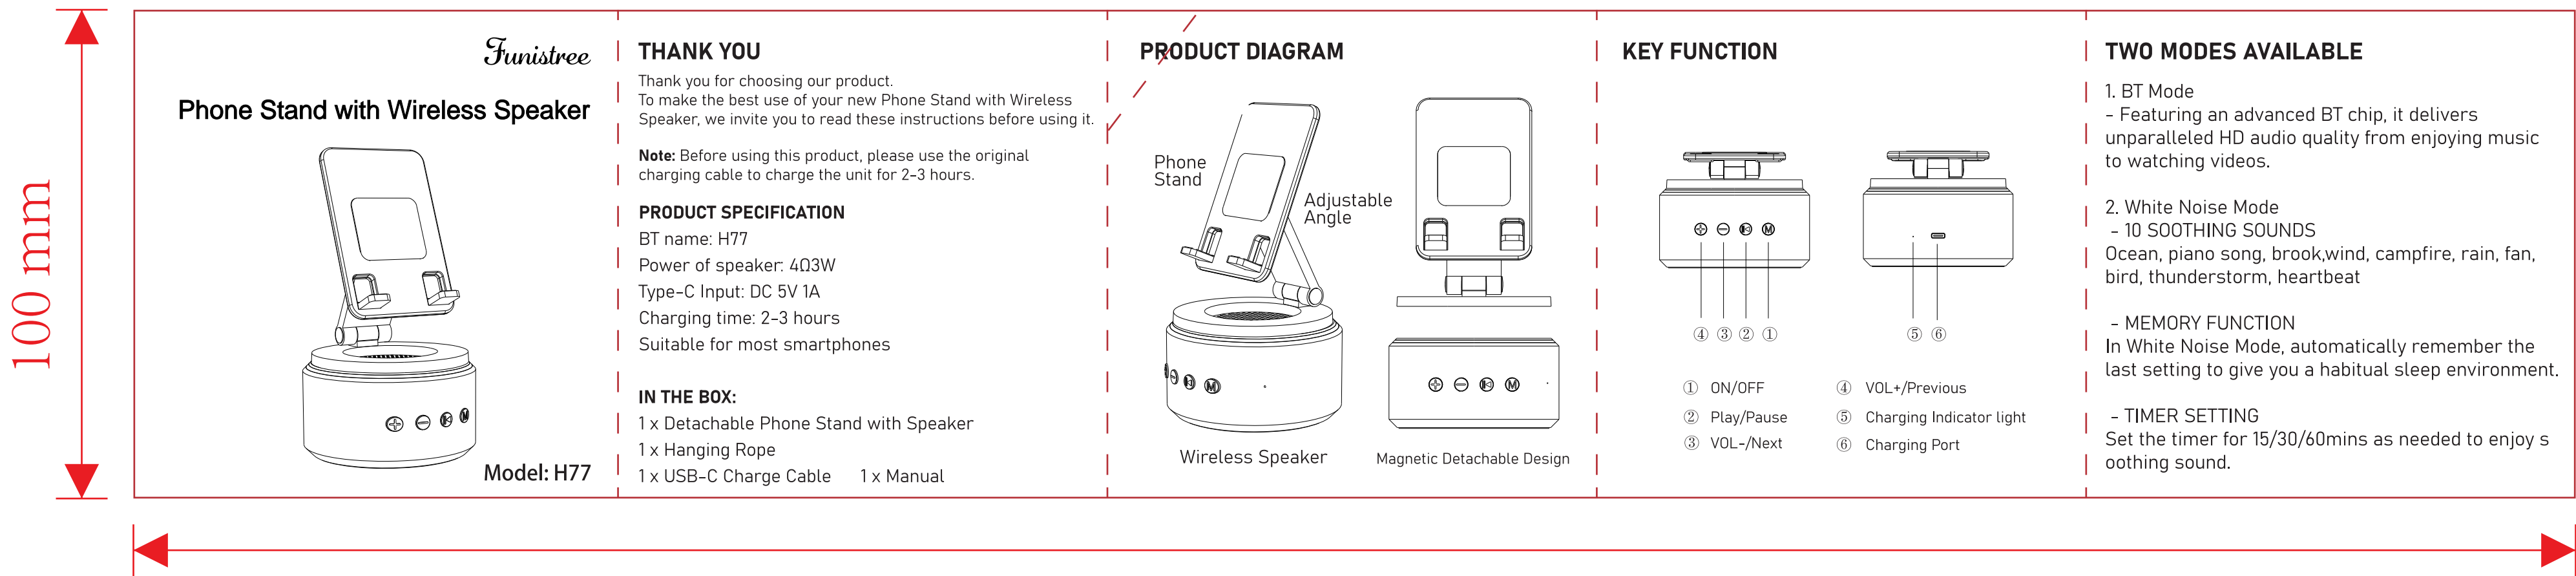 100 mm
Funistree
Phone Stand with Wireless Speaker
Model: H77
THANK YOU
Thank you for choosing our product.
To make the best use of your new Phone Stand with Wireless
Speaker, we invite you to read these instructions before using it.
Note: Before using this product, please use the original
charging cable to charge the unit for 2-3 hours.
PRODUCT SPECIFICATION
BT name: H77
Power of speaker: 4Ω3W
Type-C Input: DC 5V 1A
Charging time: 2-3 hours
Suitable for most smartphones
IN THE BOX:
1 x Detachable Phone Stand with Speaker
1 x Hanging Rope
1 x USB-C Charge Cable 1 x Manual
PRODUCT DIAGRAM
Phone
Stand
Adjustable
Angle
M
M
M
Wireless Speaker
Magnetic Detachable Design
KEY FUNCTION
M
④ ③ ② ①
⑤ ⑥
① ON/OFF
② Play/Pause
③ VOL-/Next
④ VOL+/Previous
⑤ Charging Indicator light
⑥ Charging Port
TWO MODES AVAILABLE
1. BT Mode
- Featuring an advanced BT chip, it delivers
unparalleled HD audio quality from enjoying music
to watching videos.
2. White Noise Mode
- 10 SOOTHING SOUNDS
Ocean, piano song, brook,wind, campfire, rain, fan,
bird, thunderstorm, heartbeat
- MEMORY FUNCTION
In White Noise Mode, automatically remember the
last setting to give you a habitual sleep environment.
- TIMER SETTING
Set the timer for 15/30/60mins as needed to enjoy s
oothing sound.